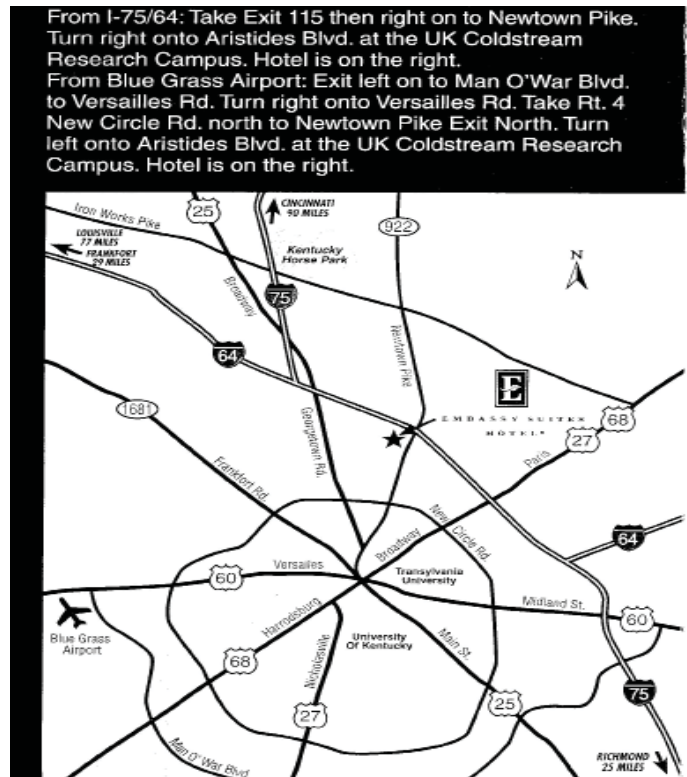 From I-75/64: Take Exit 115 then right on to Newtown Pike.
Turn right onto Aristides Blvd. at the UK Coldstream
Research Campus. Hotel is on the right.
From Blue Grass Airport: Exit left on to Man O'War Blvd.
to Versailles Rd. Turn right onto Versailles Rd. Take Rt. 4
New Circle Rd. north to Newtown Pike Exit North. Turn
left onto Aristides Blvd. at the UK Coldstream Research
Campus. Hotel is on the right.
Iron Works Pike
25
CINCINNATI
90 MILES
922
LOUISVILLE
77 MILES
FRANKFORT
29 MILES
Kentucky
Horse Park
N
Broadway
75
64
Newtown Pike
E
EMBASSY SUITES
HOTEL
1681
68
27
Georgetown Rd.
Paris
Frankfort Rd.
New Circle Rd.
Broadway
64
Versailles
60
Transylvania
University
Midland St.
60
Blue Grass
Airport
Harrodsburg
University
Of Kentucky
Main St.
68
Nicholasville
27
25
75
Man O' War Blvd
RICHMOND
25 MILES